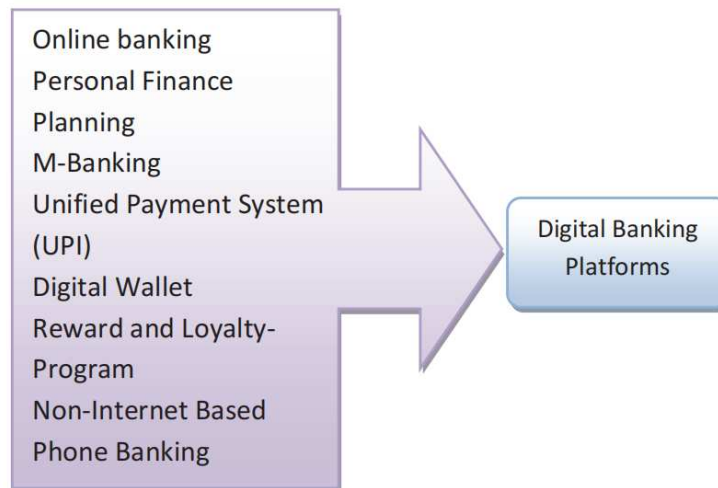 Online banking
Personal Finance
Planning
M-Banking
Unified Payment System
(UPI)
Digital Wallet
Reward and Loyalty-
Program
Non-Internet Based
Phone Banking
Digital Banking
Platforms